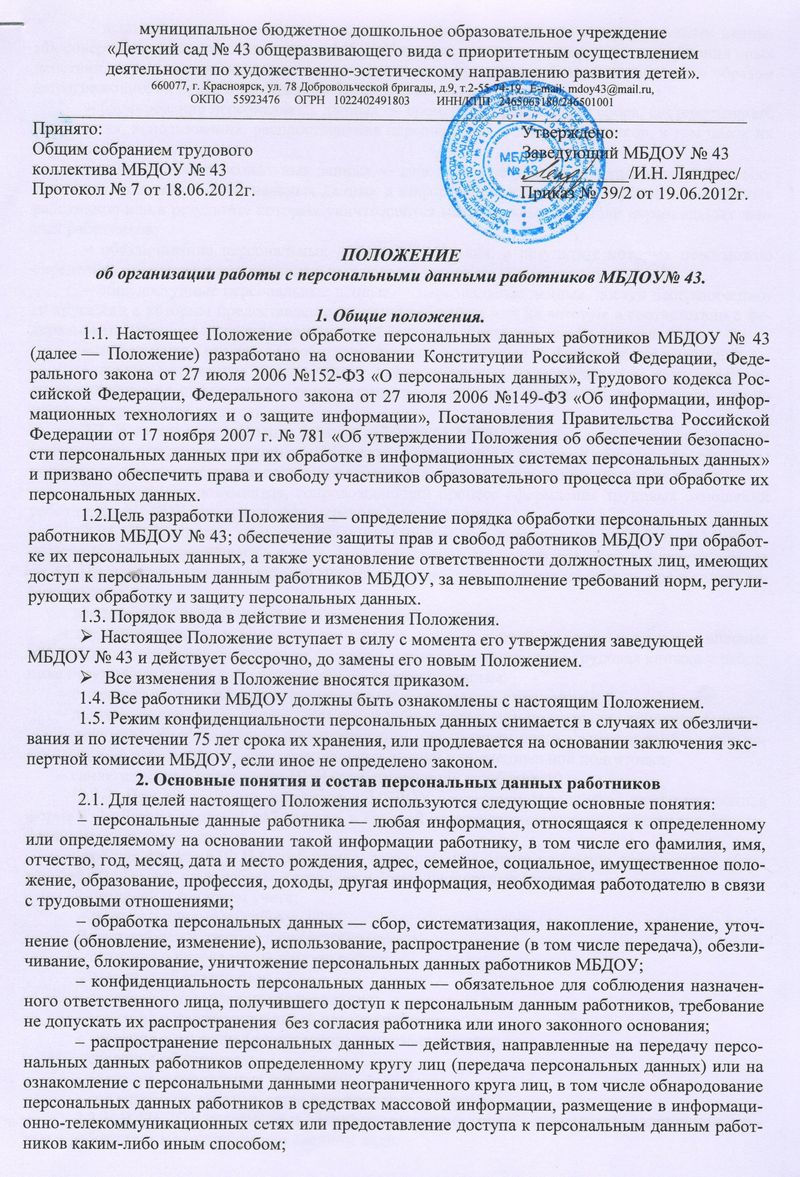 муниципальное бюджетное дошкольное образовательное учреждение
«Детский сад № 43 общеразвивающего вида с приоритетным осуществлением
деятельности по художественно-эстетическому направлению развития детей».
660077, г. Красноярск, ул. 78 Добровольческой бригады, д.9, т.2-55-74-19, E-mail: mdoy43@mail.ru,
ОКПО 55923476 ОГРН 1022402491803 ИНН/КПП 2465063180/246501001
Принято: Утверждено:
Общим собранием трудового Заведующий МБДОУ № 43
коллектива МБДОУ № 43 /И.Н. Ляндрес/
Протокол № 7 от 18.06.2012г. Приказ № 39/2 от 19.06.2012г.
МБДОУ
№ 43
ПОЛОЖЕНИЕ
об организации работы с персональными данными работников МБДОУ№ 43.
1. Общие положения.
1.1. Настоящее Положение обработке персональных данных работников МБДОУ № 43
(далее — Положение) разработано на основании Конституции Российской Федерации, Феде-
рального закона от 27 июля 2006 №152-ФЗ «О персональных данных», Трудового кодекса Рос-
сийской Федерации, Федерального закона от 27 июля 2006 №149-ФЗ «Об информации, инфор-
мационных технологиях и о защите информации», Постановления Правительства Российской
Федерации от 17 ноября 2007 г. № 781 «Об утверждении Положения об обеспечении безопасно-
сти персональных данных при их обработке в информационных системах персональных данных»
и призвано обеспечить права и свободу участников образовательного процесса при обработке их
персональных данных.
1.2.Цель разработки Положения — определение порядка обработки персональных данных
работников МБДОУ № 43; обеспечение защиты прав и свобод работников МБДОУ при обработ-
ке их персональных данных, а также установление ответственности должностных лиц, имеющих
доступ к персональным данным работников МБДОУ, за невыполнение требований норм, регули-
рующих обработку и защиту персональных данных.
1.3. Порядок ввода в действие и изменения Положения.
➢ Настоящее Положение вступает в силу с момента его утверждения заведующей
МБДОУ № 43 и действует бессрочно, до замены его новым Положением.
➢ Все изменения в Положение вносятся приказом.
1.4. Все работники МБДОУ должны быть ознакомлены с настоящим Положением.
1.5. Режим конфиденциальности персональных данных снимается в случаях их обезличи-
вания и по истечении 75 лет срока их хранения, или продлевается на основании заключения экс-
пертной комиссии МБДОУ, если иное не определено законом.
2. Основные понятия и состав персональных данных работников
2.1. Для целей настоящего Положения используются следующие основные понятия:
– персональные данные работника — любая информация, относящаяся к определенному
или определяемому на основании такой информации работнику, в том числе его фамилия, имя,
отчество, год, месяц, дата и место рождения, адрес, семейное, социальное, имущественное поло-
жение, образование, профессия, доходы, другая информация, необходимая работодателю в связи
с трудовыми отношениями;
– обработка персональных данных — сбор, систематизация, накопление, хранение, уточ-
нение (обновление, изменение), использование, распространение (в том числе передача), обезли-
чивание, блокирование, уничтожение персональных данных работников МБДОУ;
– конфиденциальность персональных данных — обязательное для соблюдения назначен-
ного ответственного лица, получившего доступ к персональным данным работников, требование
не допускать их распространения без согласия работника или иного законного основания;
– распространение персональных данных — действия, направленные на передачу персо-
нальных данных работников определенному кругу лиц (передача персональных данных) или на
ознакомление с персональными данными неограниченного круга лиц, в том числе обнародование
персональных данных работников в средствах массовой информации, размещение в информаци-
онно-телекоммуникационных сетях или предоставление доступа к персональным данным работ-
ников каким-либо иным способом;